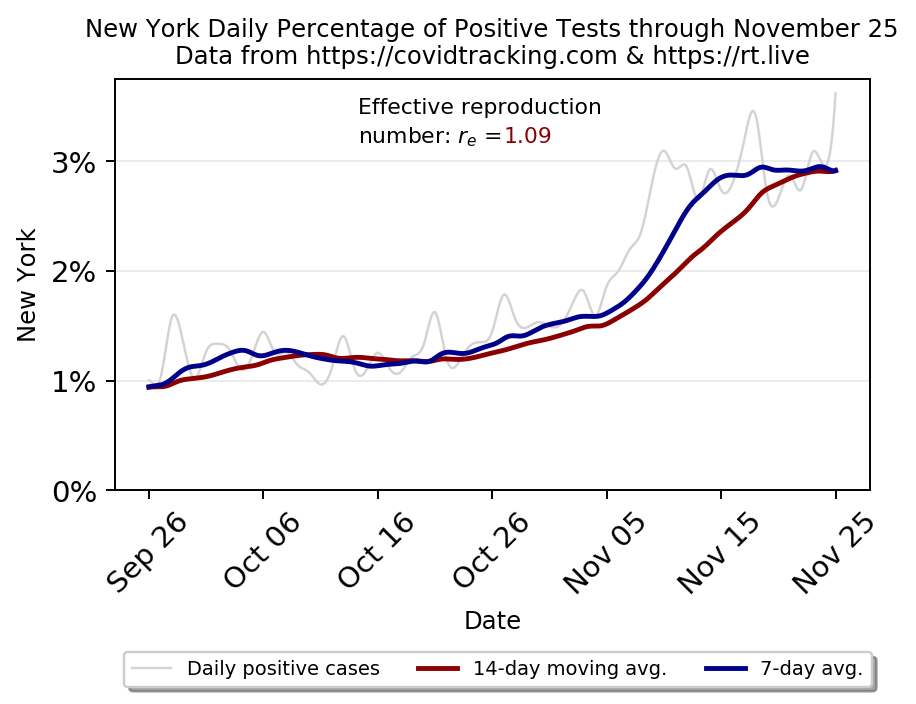 New York Daily Percentage of Positive Tests through November 25
Data from https://covidtracking.com & https://rt.live
Effective reproduction
number: rₑ =1.09
3%
2%
1%
0%
New York
Sep 26
Oct 06
Oct 16
Oct 26
Nov 05
Nov 15
Nov 25
Date
Daily positive cases
14-day moving avg.
7-day avg.